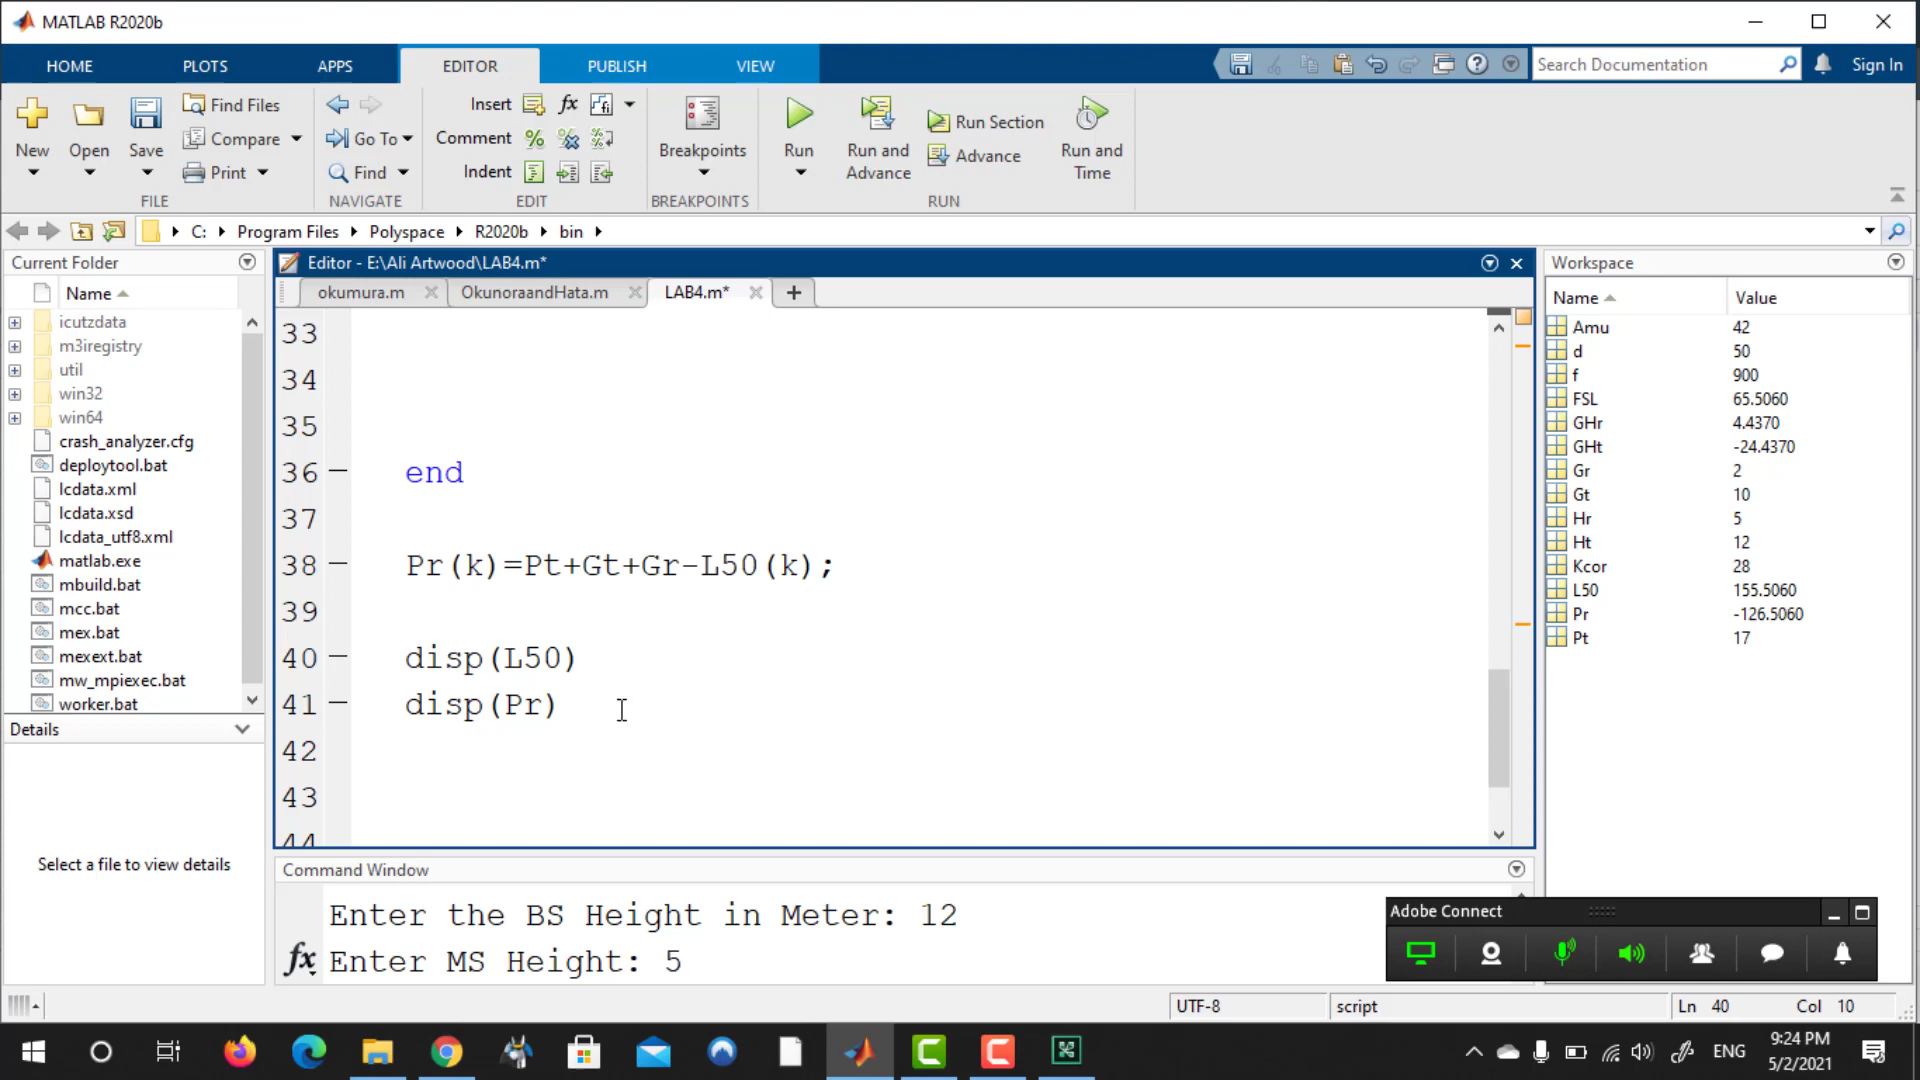 MATLAB R2020b
HOME PLOTS APPS EDITOR PUBLISH VIEW Search Documentation Sign In
New Open Save Find Files Compare Print
FILE
Go To Find
NAVIGATE
Insert fx
Comment % %
Indent
EDIT
Breakpoints
BREAKPOINTS
Run Run and Advance Run Section Advance Run and Time
RUN
C: Program Files Polyspace R2020b bin
Current Folder
Name
icutzdata
m3iregistry
util
win32
win64
crash_analyzer.cfg
deploytool.bat
lcdata.xml
lcdata.xsd
lcdata_utf8.xml
matlab.exe
mbuild.bat
mcc.bat
mex.bat
mexext.bat
mw_mpiexec.bat
worker.bat
Details
Select a file to view details
Editor - E:\Ali Artwood\LAB4.m*
okumura.m OkunoraandHata.m LAB4.m* +
33
34
35
36 end
37
38 Pr(k)=Pt+Gt+Gr-L50(k);
39
40 disp(L50)
41 disp(Pr)
42
43
44
Command Window
Enter the BS Height in Meter: 12
fx Enter MS Height: 5
Workspace
Name Value
Amu 42
d 50
f 900
FSL 65.5060
GHr 4.4370
GHt -24.4370
Gr 2
Gt 10
Hr 5
Ht 12
Kcor 28
L50 155.5060
Pr -126.5060
Pt 17
Adobe Connect
UTF-8 script Ln 40 Col 10
ENG
9:24 PM
5/2/2021